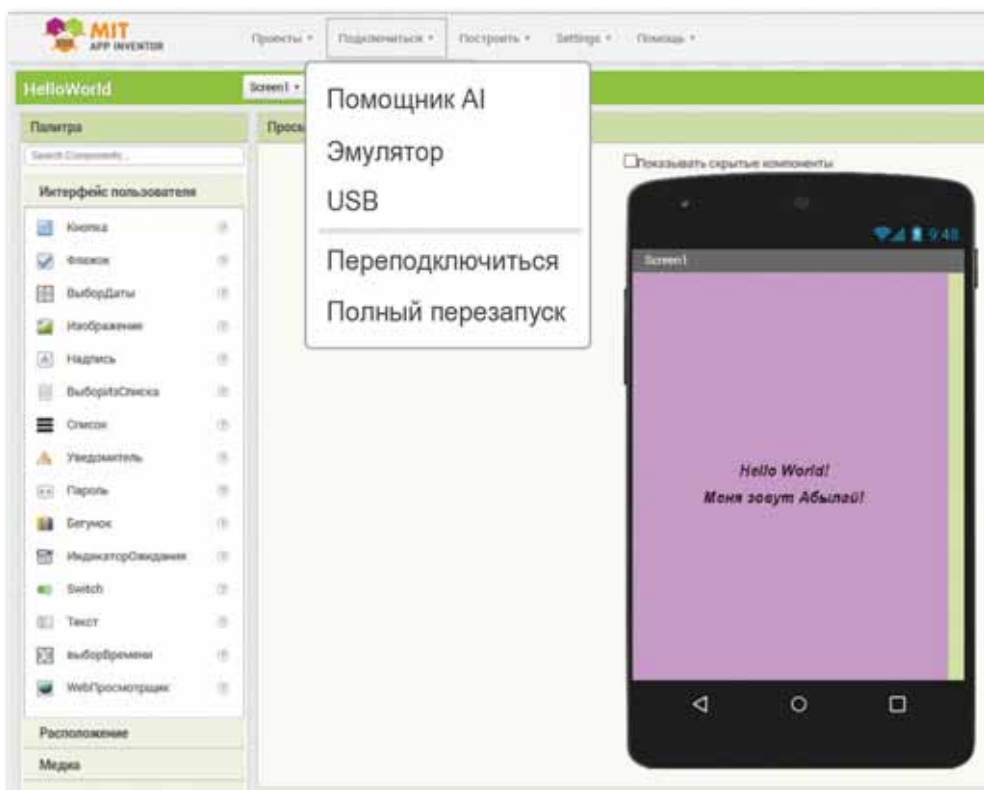 MIT
APP INVENTOR
Проекты Подключиться Построить Settings Помощь
HelloWorld
Screen1
Палитра
Search Components...
Интерфейс пользователя
Кнопка
Флажок
ВыборДаты
Изображение
Надпись
ВыборИзСписка
Список
Уведомитель
Пароль
Бегунок
ИндикаторОжидания
Switch
Текст
выборВремени
WebПросмотрщик
Расположение
Медиа
Помощник AI
Эмулятор
USB
Переподключиться
Полный перезапуск
Показывать скрытые компоненты
9:48
Screen1
Hello World!
Меня зовут Абылай!